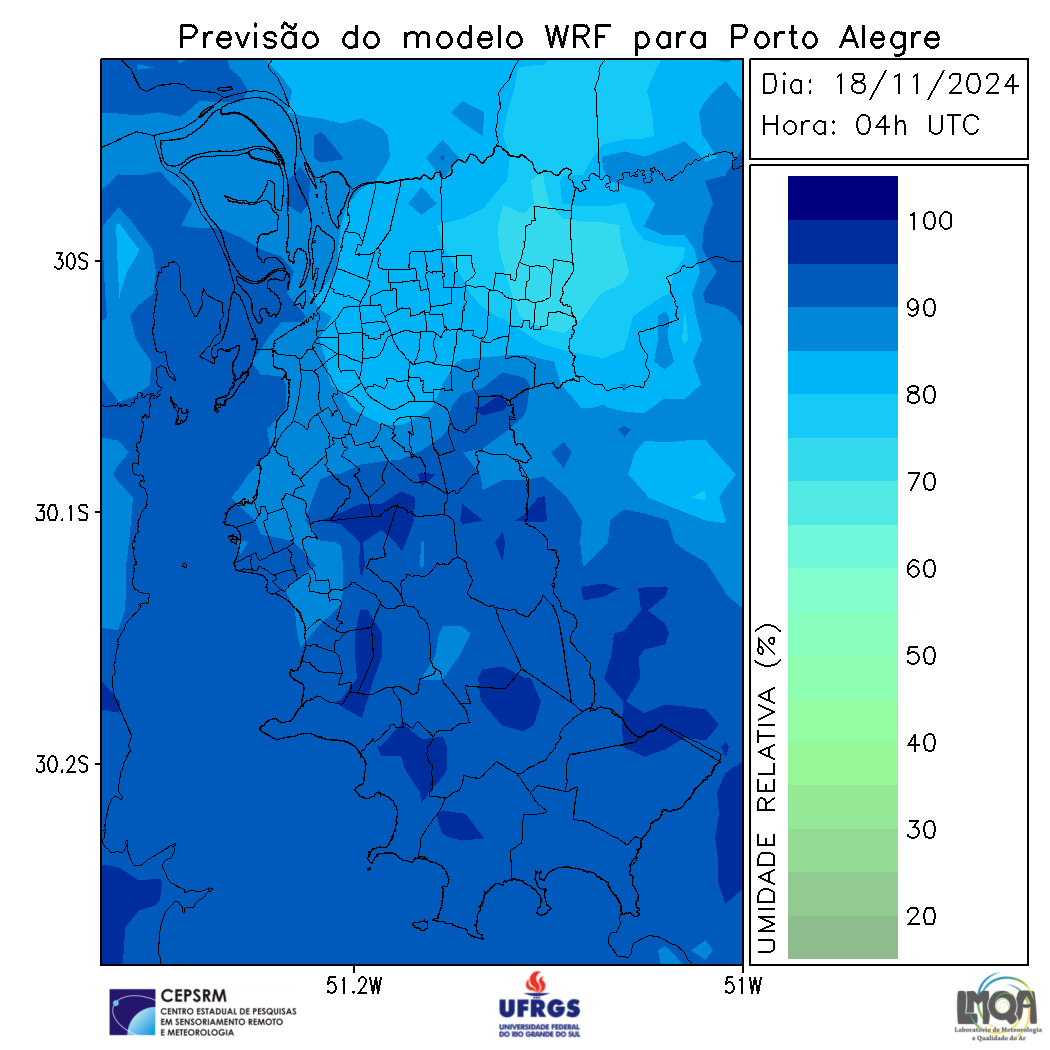 Previsão do modelo WRF para Porto Alegre
Dia: 18/11/2024
Hora: 04h UTC
30S
30.1S
30.2S
51.2W
51W
UMIDADE RELATIVA (%)
100
90
80
70
60
50
40
30
20
CEPSRM
CENTRO ESTADUAL DE PESQUISAS
EM SENSORIAMENTO REMOTO
E METEOROLOGIA
UFRGS
UNIVERSIDADE FEDERAL
DO RIO GRANDE DO SUL
LMQA
Laboratório de Meteorologia
e Qualidade do Ar